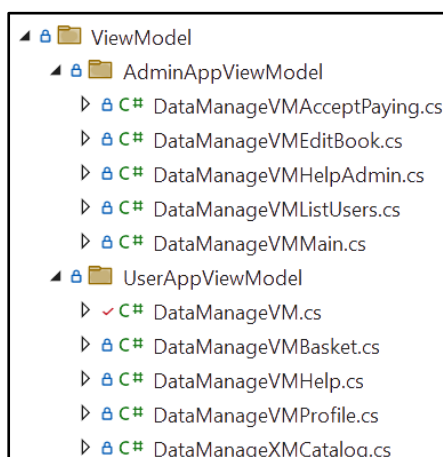 ViewModel
AdminAppViewModel
C# DataManageVMAcceptPaying.cs
C# DataManageVMEditBook.cs
C# DataManageVMHelpAdmin.cs
C# DataManageVMListUsers.cs
C# DataManageVMMain.cs
UserAppViewModel
C# DataManageVM.cs
C# DataManageVMBasket.cs
C# DataManageVMHelp.cs
C# DataManageVMProfile.cs
C# DataManageXMCatalog.cs